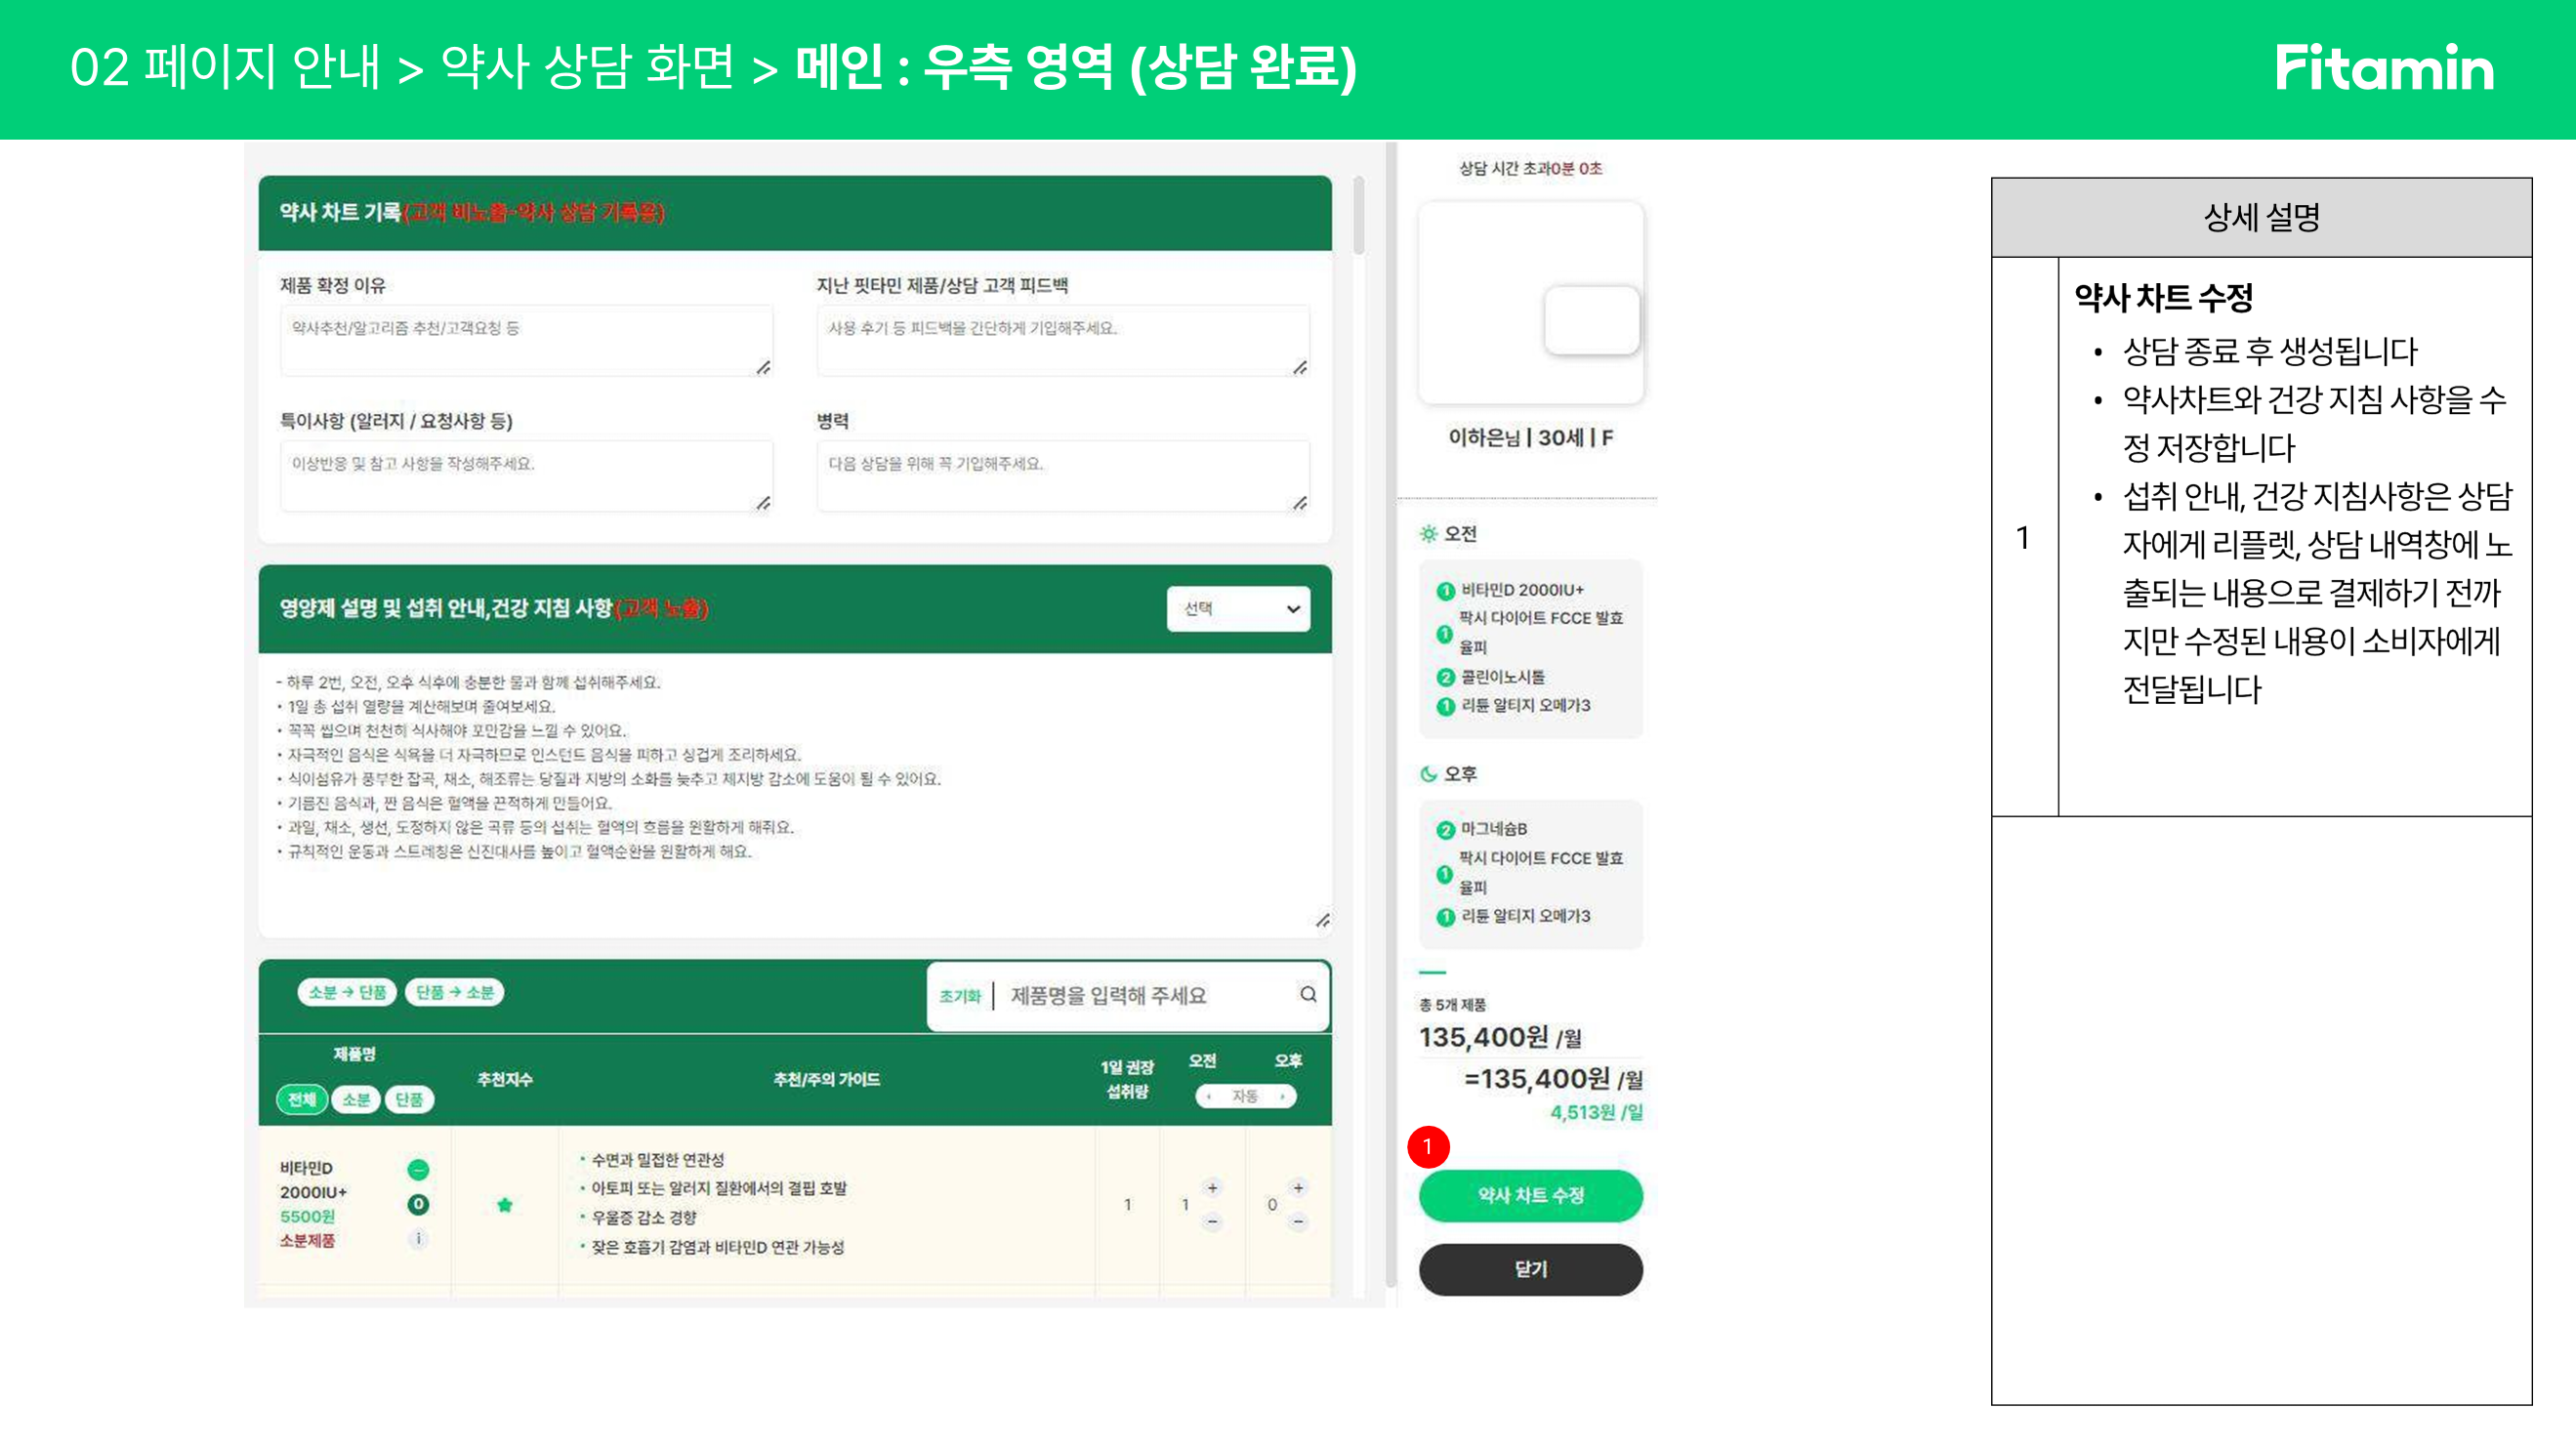 02 페이지 안내 > 약사 상담 화면 > 메인 : 우측 영역 (상담 완료)
Fitamin
약사 차트 기록(고객 비노출-약사 상담 기록용)
제품 확정 이유
약사추천/알고리즘 추천/고객요청 등
지난 핏타민 제품/상담 고객 피드백
사용 후기 등 피드백을 간단하게 기입해주세요.
특이사항 (알러지 / 요청사항 등)
이상반응 및 참고 사항을 작성해주세요.
병력
다음 상담을 위해 꼭 기입해주세요.
영양제 설명 및 섭취 안내,건강 지침 사항(고객 노출)
선택
- 하루 2번, 오전, 오후 식후에 충분한 물과 함께 섭취해주세요.
• 1일 총 섭취 열량을 계산해보며 줄여보세요.
• 꼭꼭 씹으며 천천히 식사해야 포만감을 느낄 수 있어요.
• 자극적인 음식은 식욕을 더 자극하므로 인스턴트 음식을 피하고 싱겁게 조리하세요.
• 식이섬유가 풍부한 잡곡, 채소, 해조류는 당질과 지방의 소화를 늦추고 체지방 감소에 도움이 될 수 있어요.
• 기름진 음식과, 짠 음식은 혈액을 끈적하게 만들어요.
• 과일, 채소, 생선, 도정하지 않은 곡류 등의 섭취는 혈액의 흐름을 원활하게 해줘요.
• 규칙적인 운동과 스트레칭은 신진대사를 높이고 혈액순환을 원활하게 해요.
소분 → 단품
단품 → 소분
초기화 | 제품명을 입력해 주세요
제품명
전체 소분 단품
추천지수
추천/주의 가이드
1일 권장
섭취량
오전
오후
‹ 자동 ›
비타민D
2000IU+
5500원
소분제품
−
0
i
• 수면과 밀접한 연관성
• 아토피 또는 알러지 질환에서의 결핍 호발
• 우울증 감소 경향
• 잦은 호흡기 감염과 비타민D 연관 가능성
1
1
+
−
0
+
−
상담 시간 초과0분 0초
이하은님 | 30세 | F
오전
1 비타민D 2000IU+
1 팍시 다이어트 FCCE 발효
율피
2 콜린이노시톨
1 리튠 알티지 오메가3
오후
2 마그네슘B
1 팍시 다이어트 FCCE 발효
율피
1 리튠 알티지 오메가3
총 5개 제품
135,400원 /월
=135,400원 /월
4,513원 /일
1
약사 차트 수정
닫기
상세 설명
1
약사 차트 수정
• 상담 종료 후 생성됩니다
• 약사차트와 건강 지침 사항을 수
정 저장합니다
• 섭취 안내, 건강 지침사항은 상담
자에게 리플렛, 상담 내역창에 노
출되는 내용으로 결제하기 전까
지만 수정된 내용이 소비자에게
전달됩니다